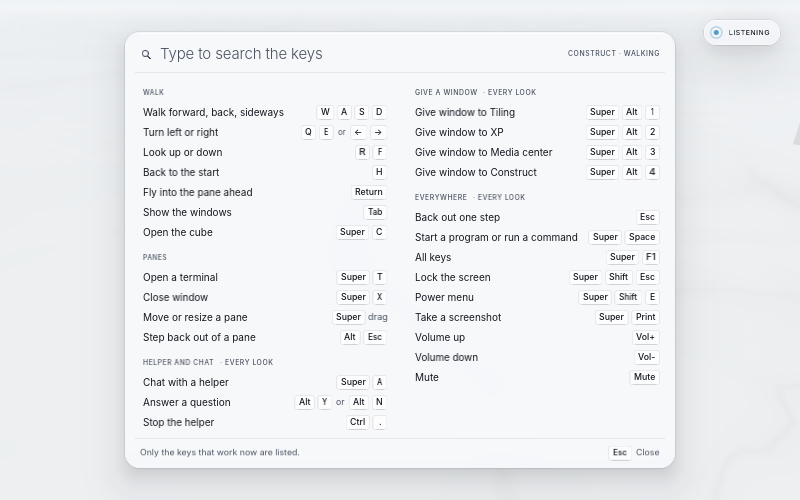 Type to search the keys
CONSTRUCT · WALKING
LISTENING
WALK
Walk forward, back, sideways W A S D
Turn left or right Q E or ← →
Look up or down R F
Back to the start H
Fly into the pane ahead Return
Show the windows Tab
Open the cube Super C
PANES
Open a terminal Super T
Close window Super X
Move or resize a pane Super drag
Step back out of a pane Alt Esc
HELPER AND CHAT · EVERY LOOK
Chat with a helper Super A
Answer a question Alt Y or Alt N
Stop the helper Ctrl .
GIVE A WINDOW · EVERY LOOK
Give window to Tiling Super Alt 1
Give window to XP Super Alt 2
Give window to Media center Super Alt 3
Give window to Construct Super Alt 4
EVERYWHERE · EVERY LOOK
Back out one step Esc
Start a program or run a command Super Space
All keys Super F1
Lock the screen Super Shift Esc
Power menu Super Shift E
Take a screenshot Super Print
Volume up Vol+
Volume down Vol-
Mute Mute
Only the keys that work now are listed.
Esc Close